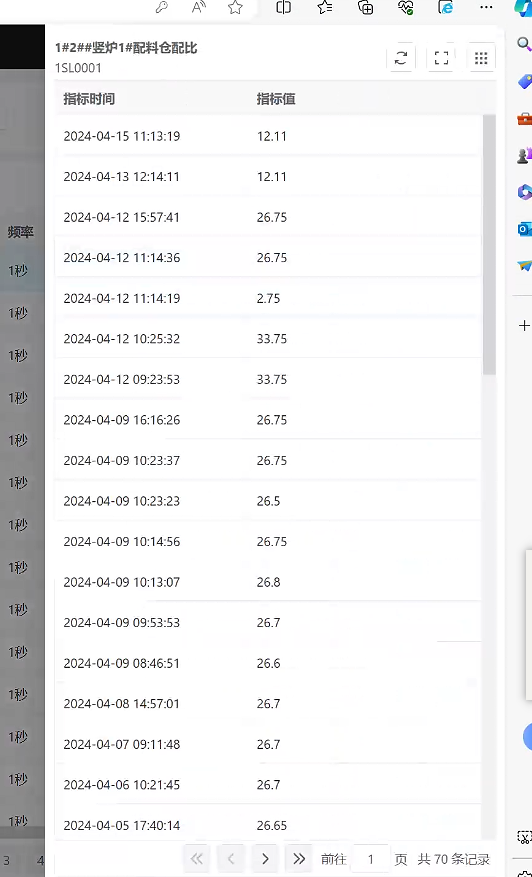 1#2##竖炉1#配料仓配比
1SL0001
指标时间 指标值
2024-04-15 11:13:19 12.11
2024-04-13 12:14:11 12.11
2024-04-12 15:57:41 26.75
频率
2024-04-12 11:14:36 26.75
1秒
2024-04-12 11:14:19 2.75
1秒
2024-04-12 10:25:32 33.75
1秒
2024-04-12 09:23:53 33.75
1秒
2024-04-09 16:16:26 26.75
1秒
2024-04-09 10:23:37 26.75
1秒
2024-04-09 10:23:23 26.5
1秒
2024-04-09 10:14:56 26.75
1秒
2024-04-09 10:13:07 26.8
1秒
2024-04-09 09:53:53 26.7
1秒
2024-04-09 08:46:51 26.6
1秒
2024-04-08 14:57:01 26.7
1秒
2024-04-07 09:11:48 26.7
1秒
2024-04-06 10:21:45 26.7
1秒
2024-04-05 17:40:14 26.65
3 4
前往 1 页 共 70 条记录